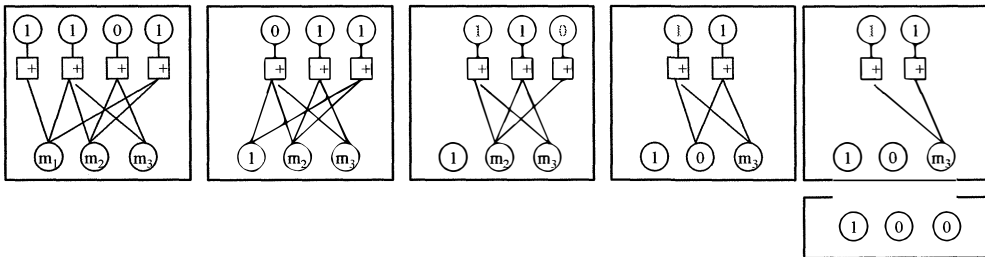 1 1 0 1 0 1 1 1 1 0 1 1 1 1
+ + + + + + + + + + + + + +
m₁ m₂ m₃ 1 m₂ m₃ 1 m₂ m₃ 1 0 m₃ 1 0 m₃
1 0 0